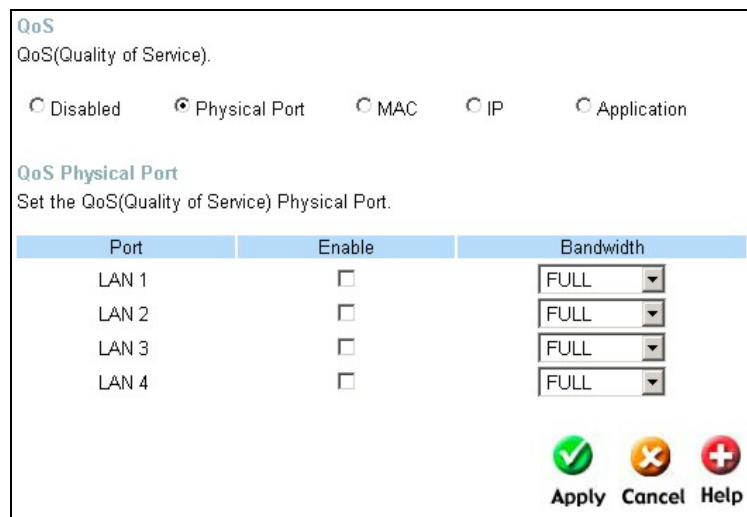 QoS
QoS(Quality of Service).
Disabled Physical Port MAC IP Application
QoS Physical Port
Set the QoS(Quality of Service) Physical Port.
Port Enable Bandwidth
LAN 1 FULL
LAN 2 FULL
LAN 3 FULL
LAN 4 FULL
Apply Cancel Help